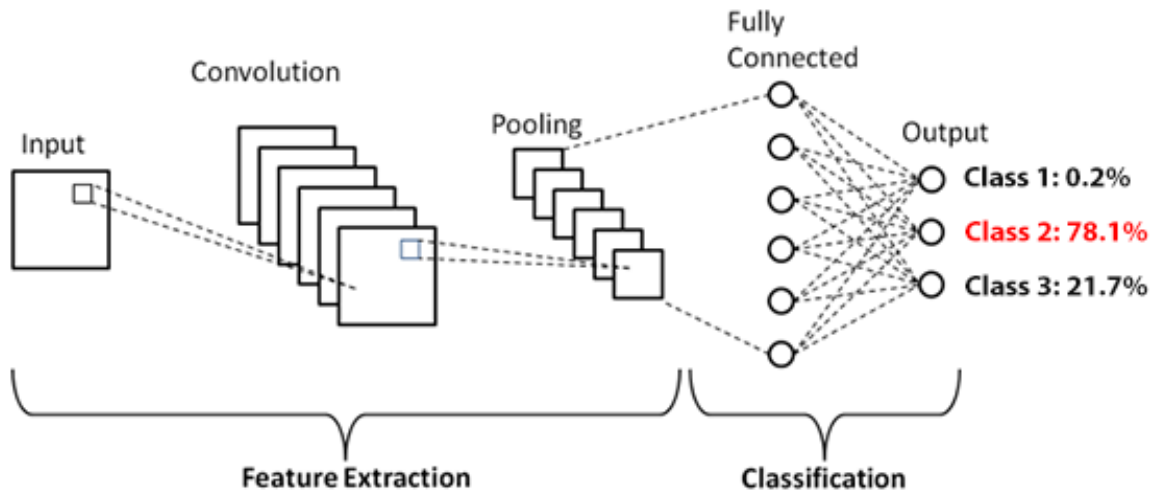 Input
Convolution
Pooling
Fully
Connected
Output
Class 1: 0.2%
Class 2: 78.1%
Class 3: 21.7%
Feature Extraction
Classification